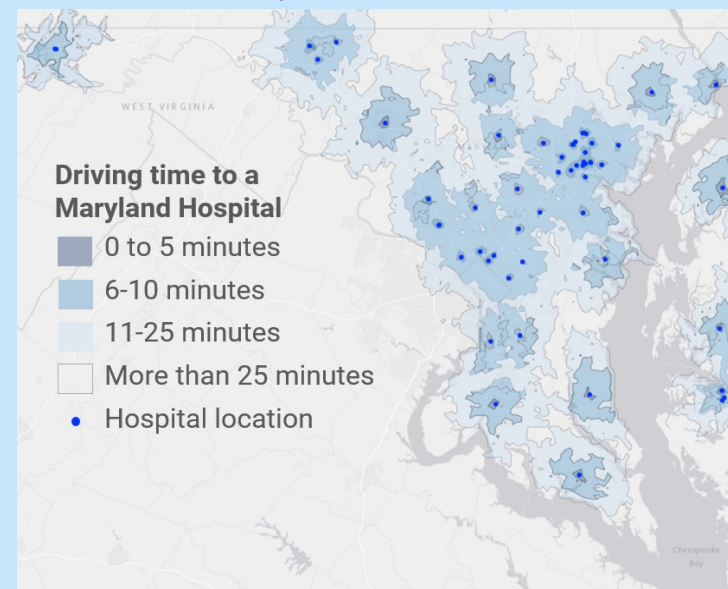 WEST VIRGINIA
Driving time to a
Maryland Hospital
0 to 5 minutes
6-10 minutes
11-25 minutes
More than 25 minutes
Hospital location
Chesapeake
Bay